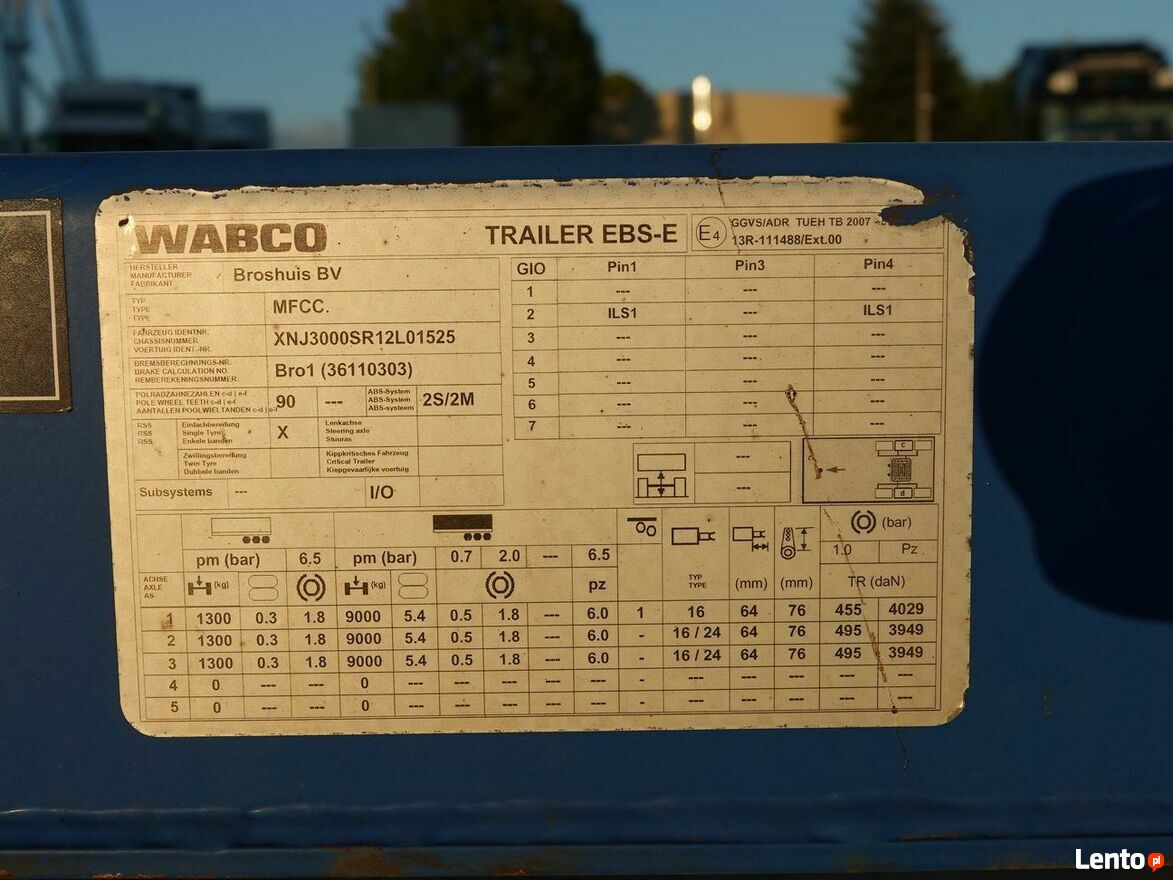 WABCO TRAILER EBS-E E4 GGVS/ADR TUEH TB 2007 -
13R-111488/Ext.00
HERSTELLER
MANUFACTURER
FABRIKANT
Broshuis BV
TYP
TYPE
TYPE
MFCC.
FAHRZEUG IDENTNR.
CHASSISNUMMER
VOERTUIG IDENT.-NR.
XNJ3000SR12L01525
BREMSBERECHNUNGS-NR.
BRAKE CALCULATION NO.
REMBEREKENINGSNUMMER.
Bro1 (36110303)
POLRADZAHNEZAHLEN c-d | e-f
POLE WHEEL TEETH c-d | e-f
AANTALLEN POOLWIELTANDEN c-d | e-f
90 ---
ABS-System
ABS-System
ABS-systeem
2S/2M
RSS
RSS
RSS
Einfachbereifung
Single Tyre
Enkele banden
X
Lenkachse
Steering axle
Stuuras
Zwillingsbereifung
Twin Tyre
Dubbele banden
Kippkritisches Fahrzeug
Critical Trailer
Kiepgevaarlijke voertuig
Subsystems --- I/O
GIO Pin1 Pin3 Pin4
1 --- --- ---
2 ILS1 --- ILS1
3 --- --- ---
4 --- --- ---
5 --- --- ---
6 --- --- ---
7 --- --- ---
---
---
c
d
pm (bar) 6.5 pm (bar) 0.7 2.0 --- 6.5
(bar)
1.0 Pz
ACHSE
AXLE
AS
(kg) (kg) pz
TYP
TYPE
(mm) (mm) TR (daN)
1 1300 0.3 1.8 9000 5.4 0.5 1.8 --- 6.0 1 16 64 76 455 4029
2 1300 0.3 1.8 9000 5.4 0.5 1.8 --- 6.0 - 16 / 24 64 76 495 3949
3 1300 0.3 1.8 9000 5.4 0.5 1.8 --- 6.0 - 16 / 24 64 76 495 3949
4 0 --- --- 0 --- --- --- --- --- - --- --- --- --- ---
5 0 --- --- 0 --- --- --- --- --- - --- --- --- --- ---
Lento.pl